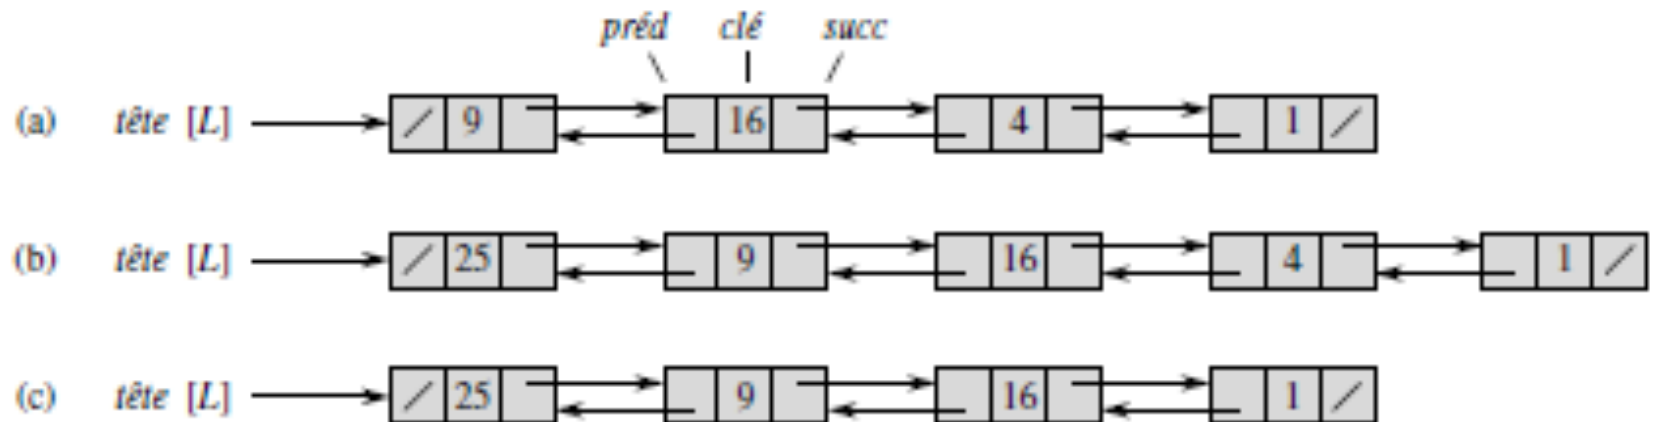 préd clé succ
(a) tête [L] / 9 16 4 1 /
(b) tête [L] / 25 9 16 4 1 /
(c) tête [L] / 25 9 16 1 /